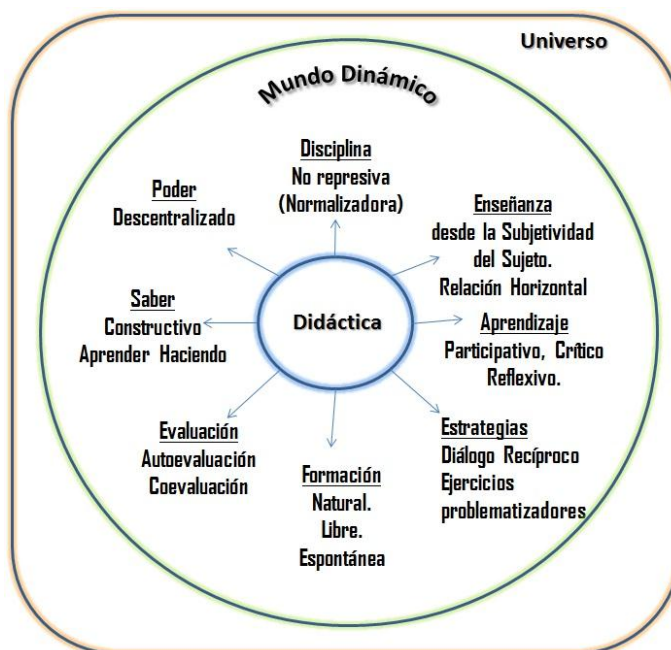 Universo
Mundo Dinámico
Disciplina
No represiva
(Normalizadora)
Poder
Descentralizado
Enseñanza
desde la Subjetividad
del Sujeto.
Relación Horizontal
Saber
Constructivo
Aprender Haciendo
Didáctica
Aprendizaje
Participativo, Crítico
Reflexivo.
Evaluación
Autoevaluación
Coevaluación
Formación
Natural.
Libre.
Espontánea
Estrategias
Diálogo Recíproco
Ejercicios
problematizadores